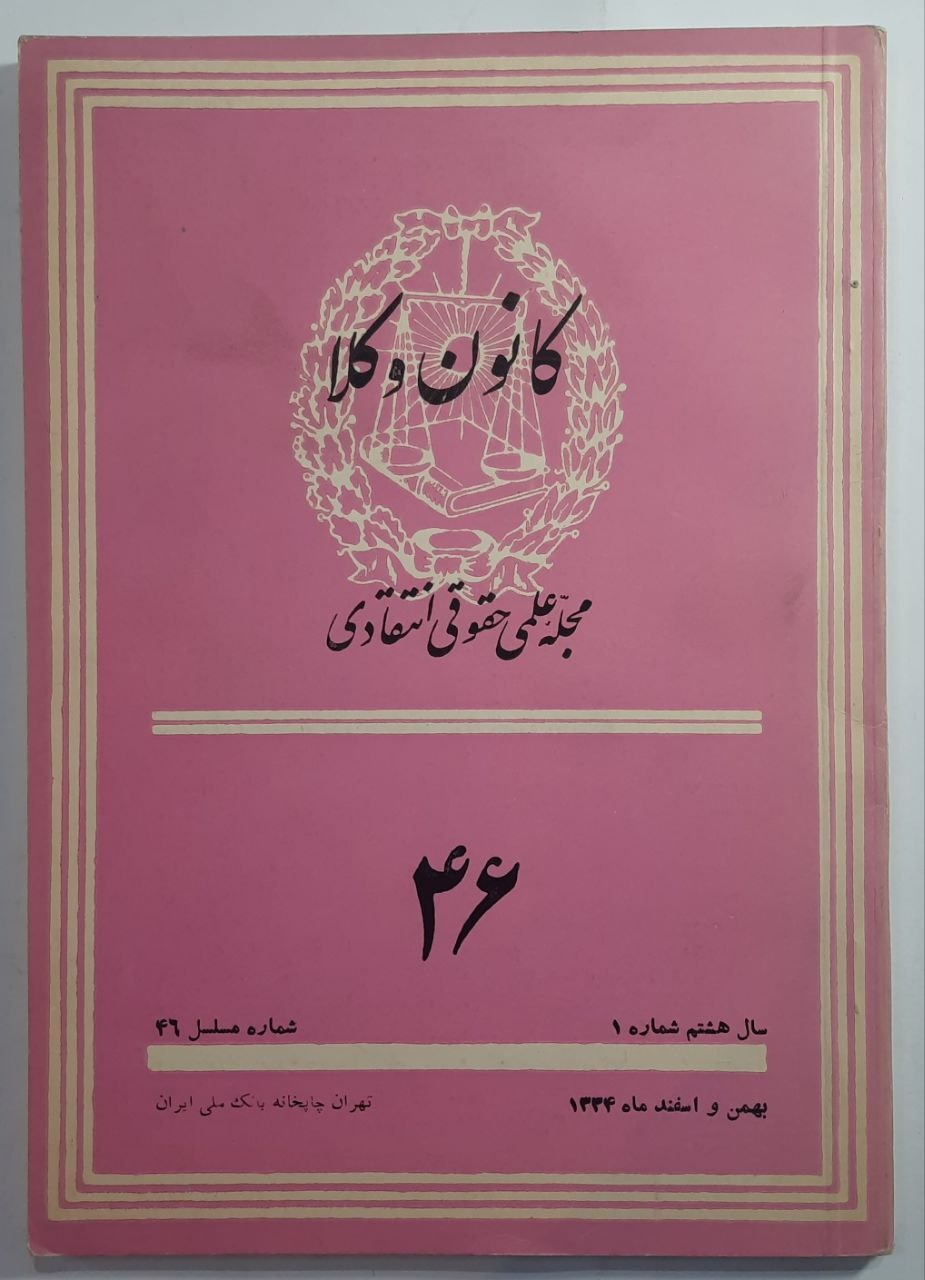 کانون وکلا
مجلّه علمی حقوقی انتقادی
۴۶
سال هشتم شماره ۱
شماره مسلسل ۴۶
بهمن و اسفند ماه ۱۳۳۴
تهران چاپخانه بانک ملی ایران